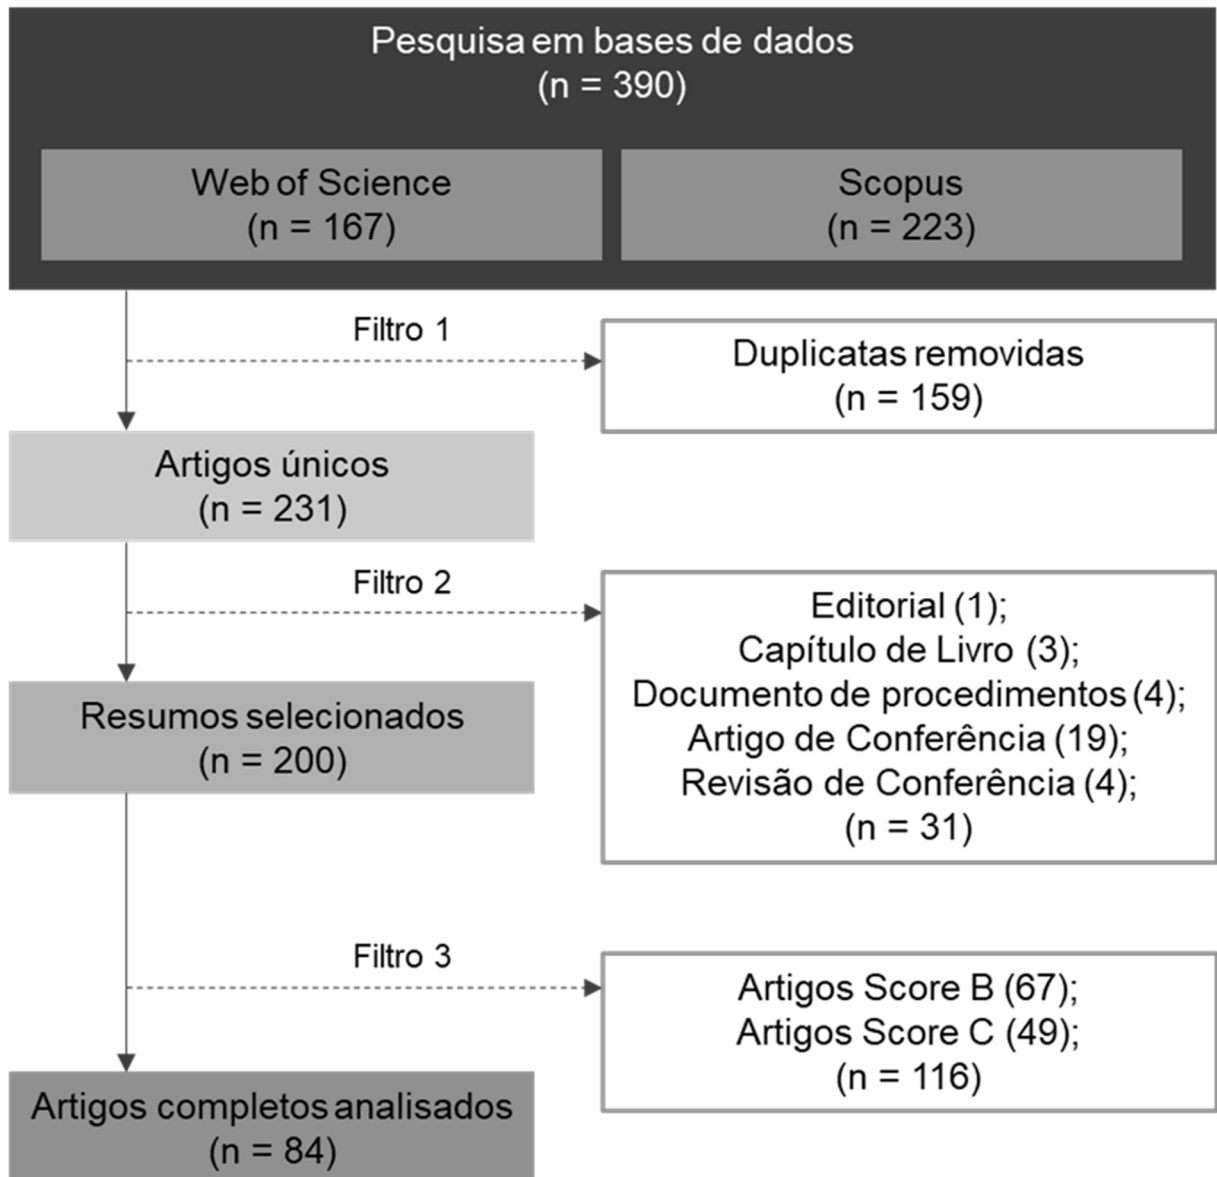 Pesquisa em bases de dados
(n = 390)
Web of Science
(n = 167)
Scopus
(n = 223)
Filtro 1
Duplicatas removidas
(n = 159)
Artigos únicos
(n = 231)
Filtro 2
Editorial (1);
Capítulo de Livro (3);
Documento de procedimentos (4);
Artigo de Conferência (19);
Revisão de Conferência (4);
(n = 31)
Resumos selecionados
(n = 200)
Filtro 3
Artigos Score B (67);
Artigos Score C (49);
(n = 116)
Artigos completos analisados
(n = 84)